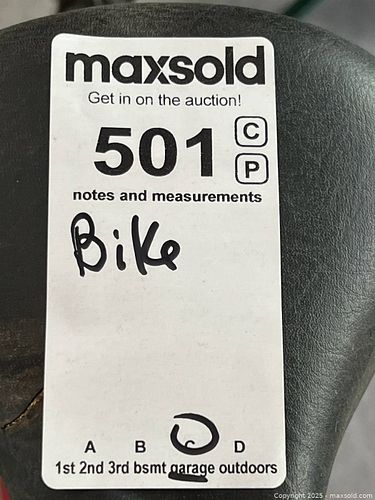 maxsold
Get in on the auction!
501 C
P
notes and measurements
Bike
A B C D
1st 2nd 3rd bsmt garage outdoors
Copyright 2025 - maxsold.com